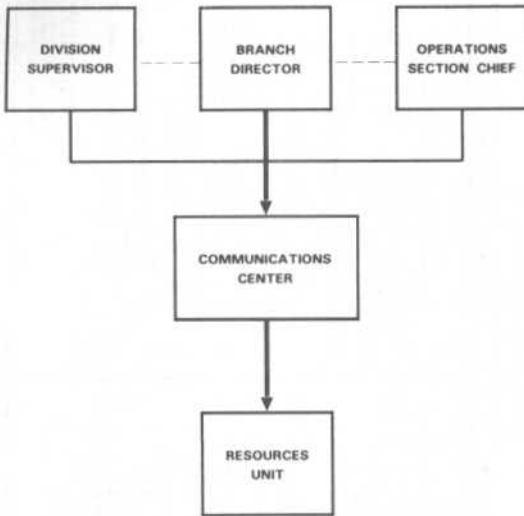 DIVISION
SUPERVISOR
BRANCH
DIRECTOR
OPERATIONS
SECTION CHIEF
COMMUNICATIONS
CENTER
RESOURCES
UNIT